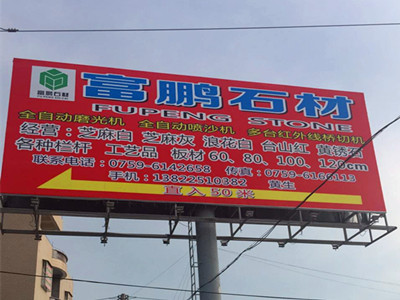 富鹏石材
富鹏石材
FUPENG STONE
全自动磨光机 全自动喷沙机 多台红外线桥切机
经营：芝麻白 芝麻灰 浪花白 台山红 黄锈石
各种栏杆 工艺品 板材60、80、100、120cm
联系电话：0759-6142658 传真：0759-6166113
手机：13822510382 黄生
直入50米